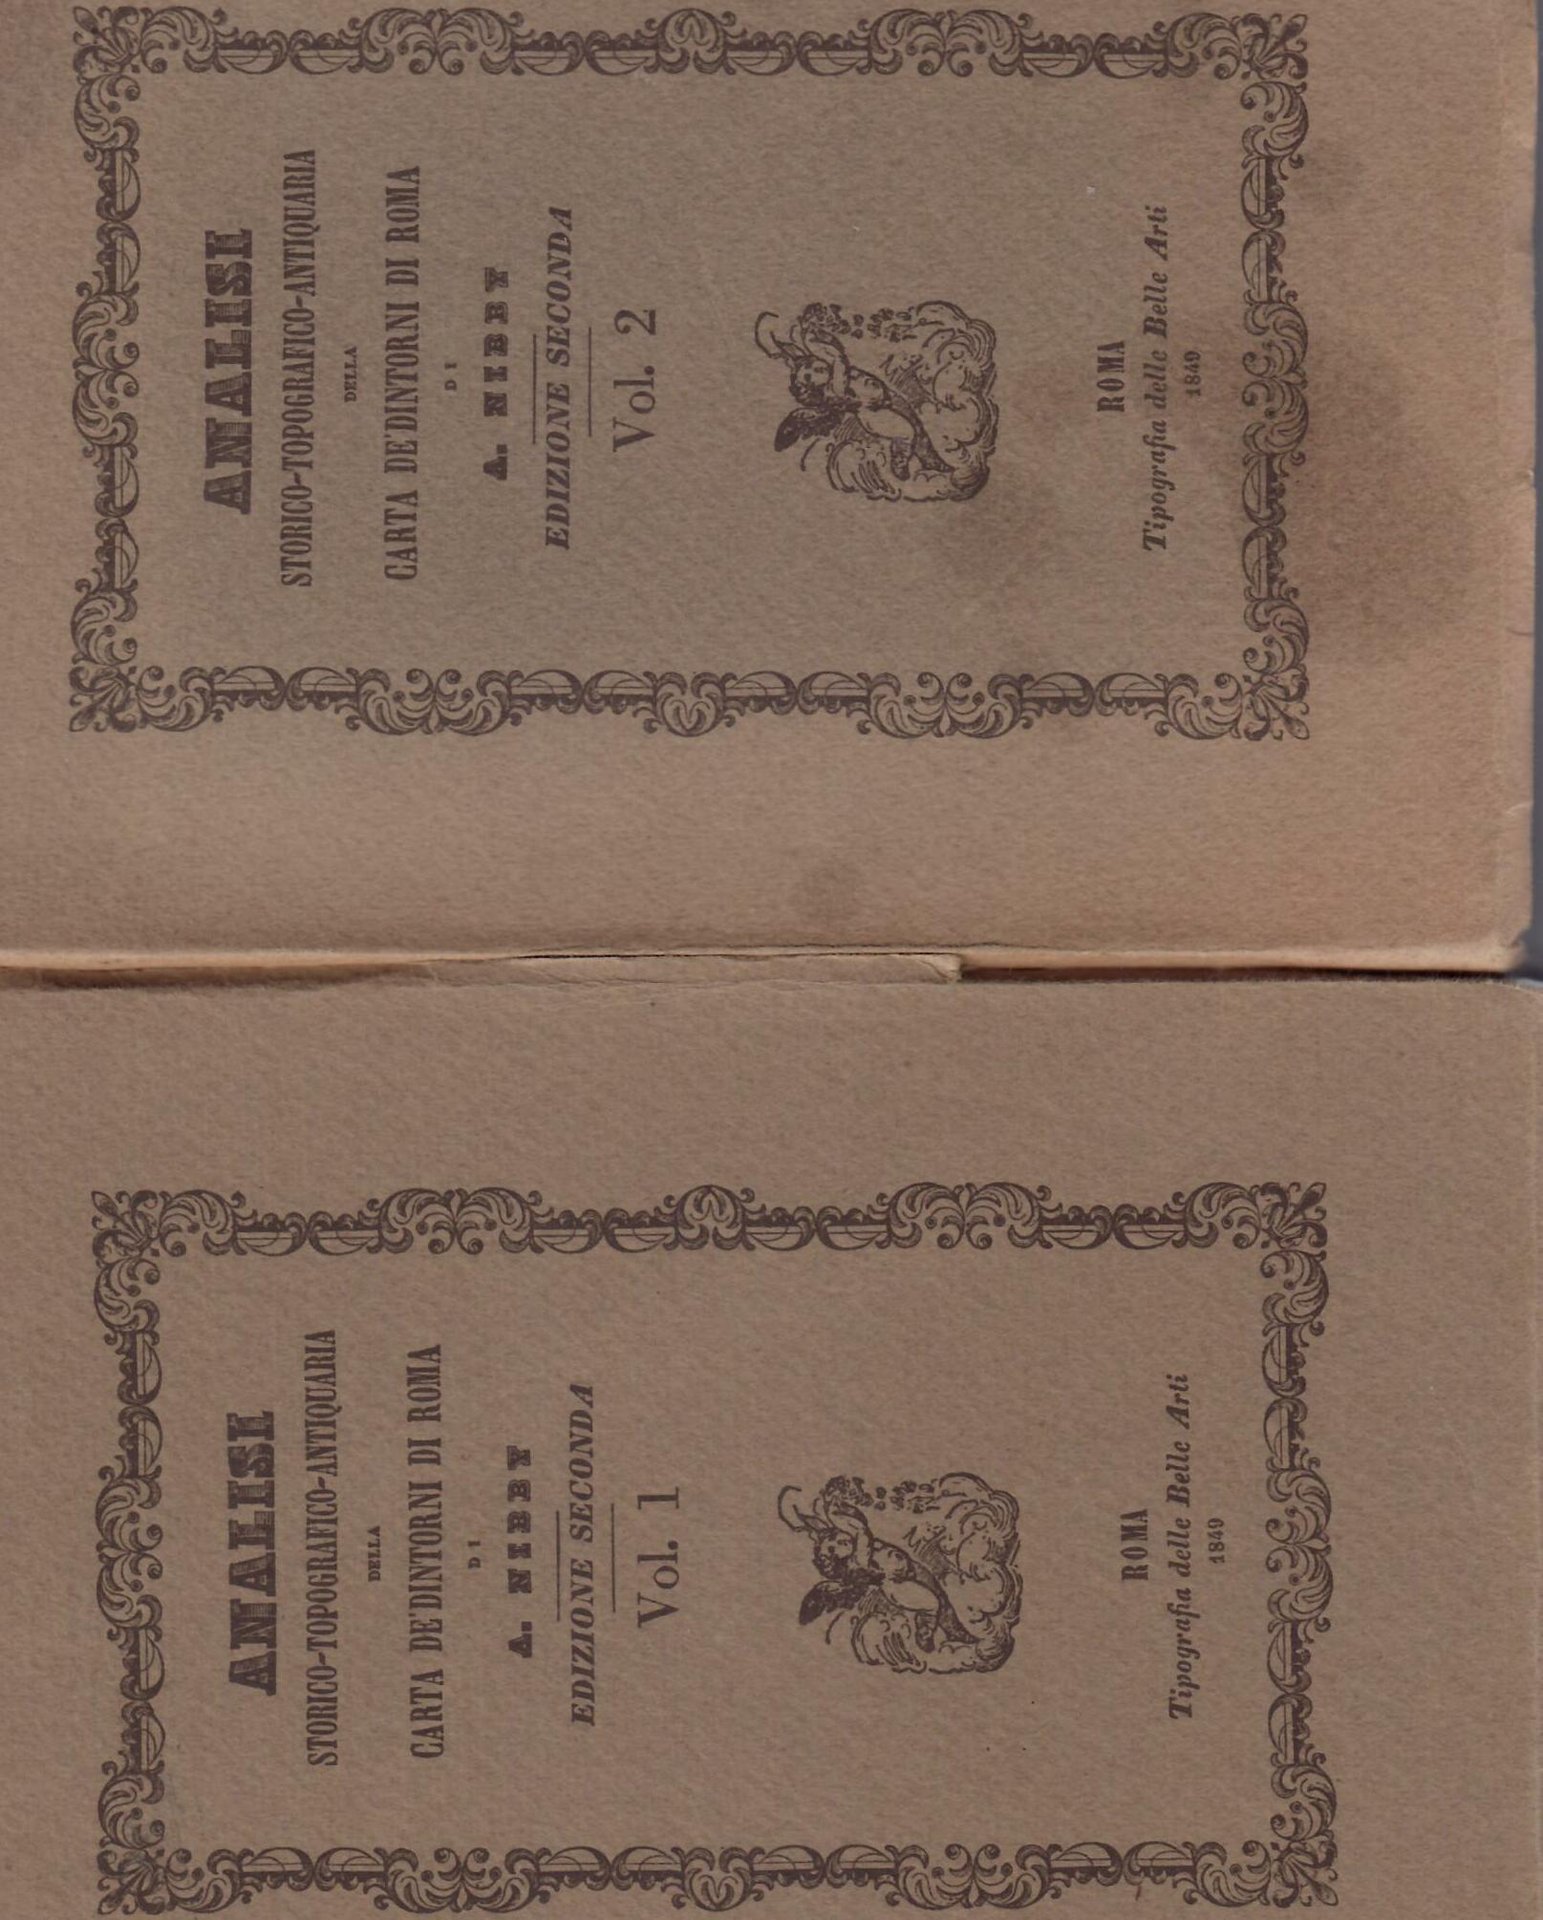 ANALISI
STORICO-TOPOGRAFICO-ANTIQUARIA
DELLA
CARTA DE'DINTORNI DI ROMA
DI
A. NIBBY
EDIZIONE SECONDA
Vol. 1
ROMA
Tipografia delle Belle Arti
1849
ANALISI
STORICO-TOPOGRAFICO-ANTIQUARIA
DELLA
CARTA DE'DINTORNI DI ROMA
DI
A. NIBBY
EDIZIONE SECONDA
Vol. 2
ROMA
Tipografia delle Belle Arti
1849